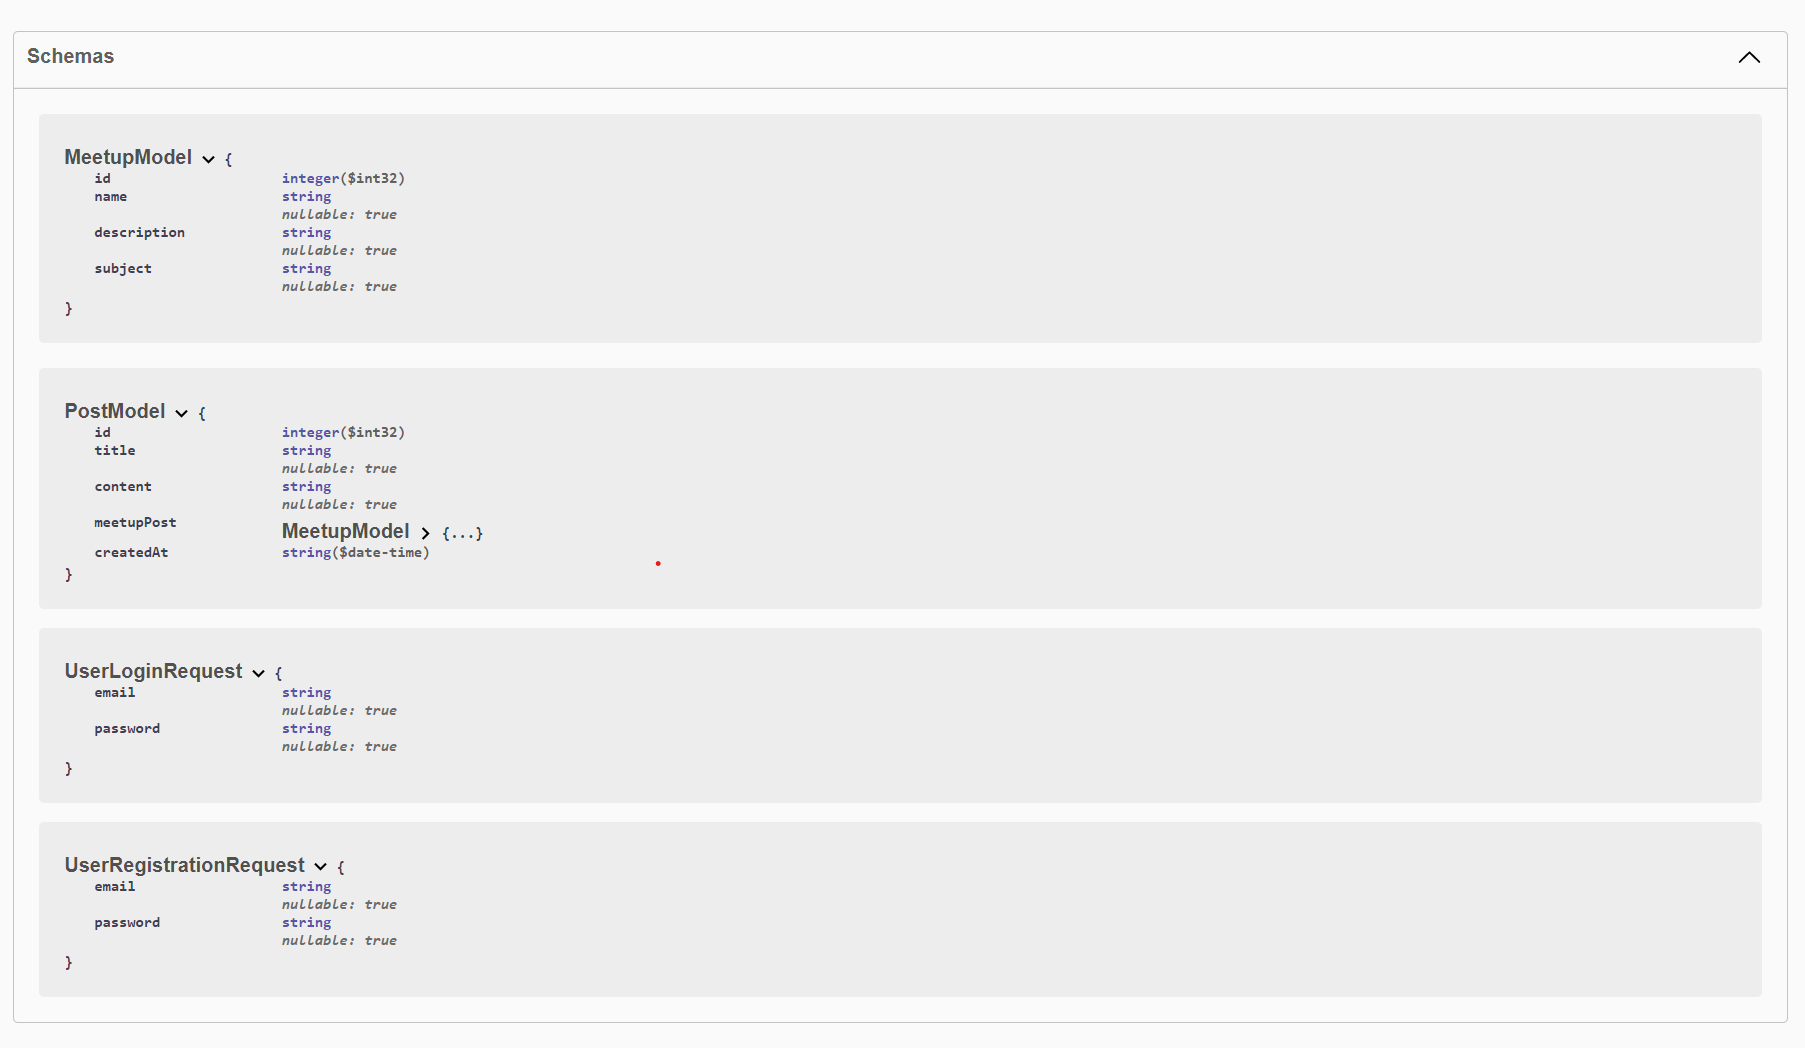 Schemas
MeetupModel {
id integer($int32)
name string
nullable: true
description string
nullable: true
subject string
nullable: true
}
PostModel {
id integer($int32)
title string
nullable: true
content string
nullable: true
meetupPost MeetupModel {...}
createdAt string($date-time)
}
UserLoginRequest {
email string
nullable: true
password string
nullable: true
}
UserRegistrationRequest {
email string
nullable: true
password string
nullable: true
}